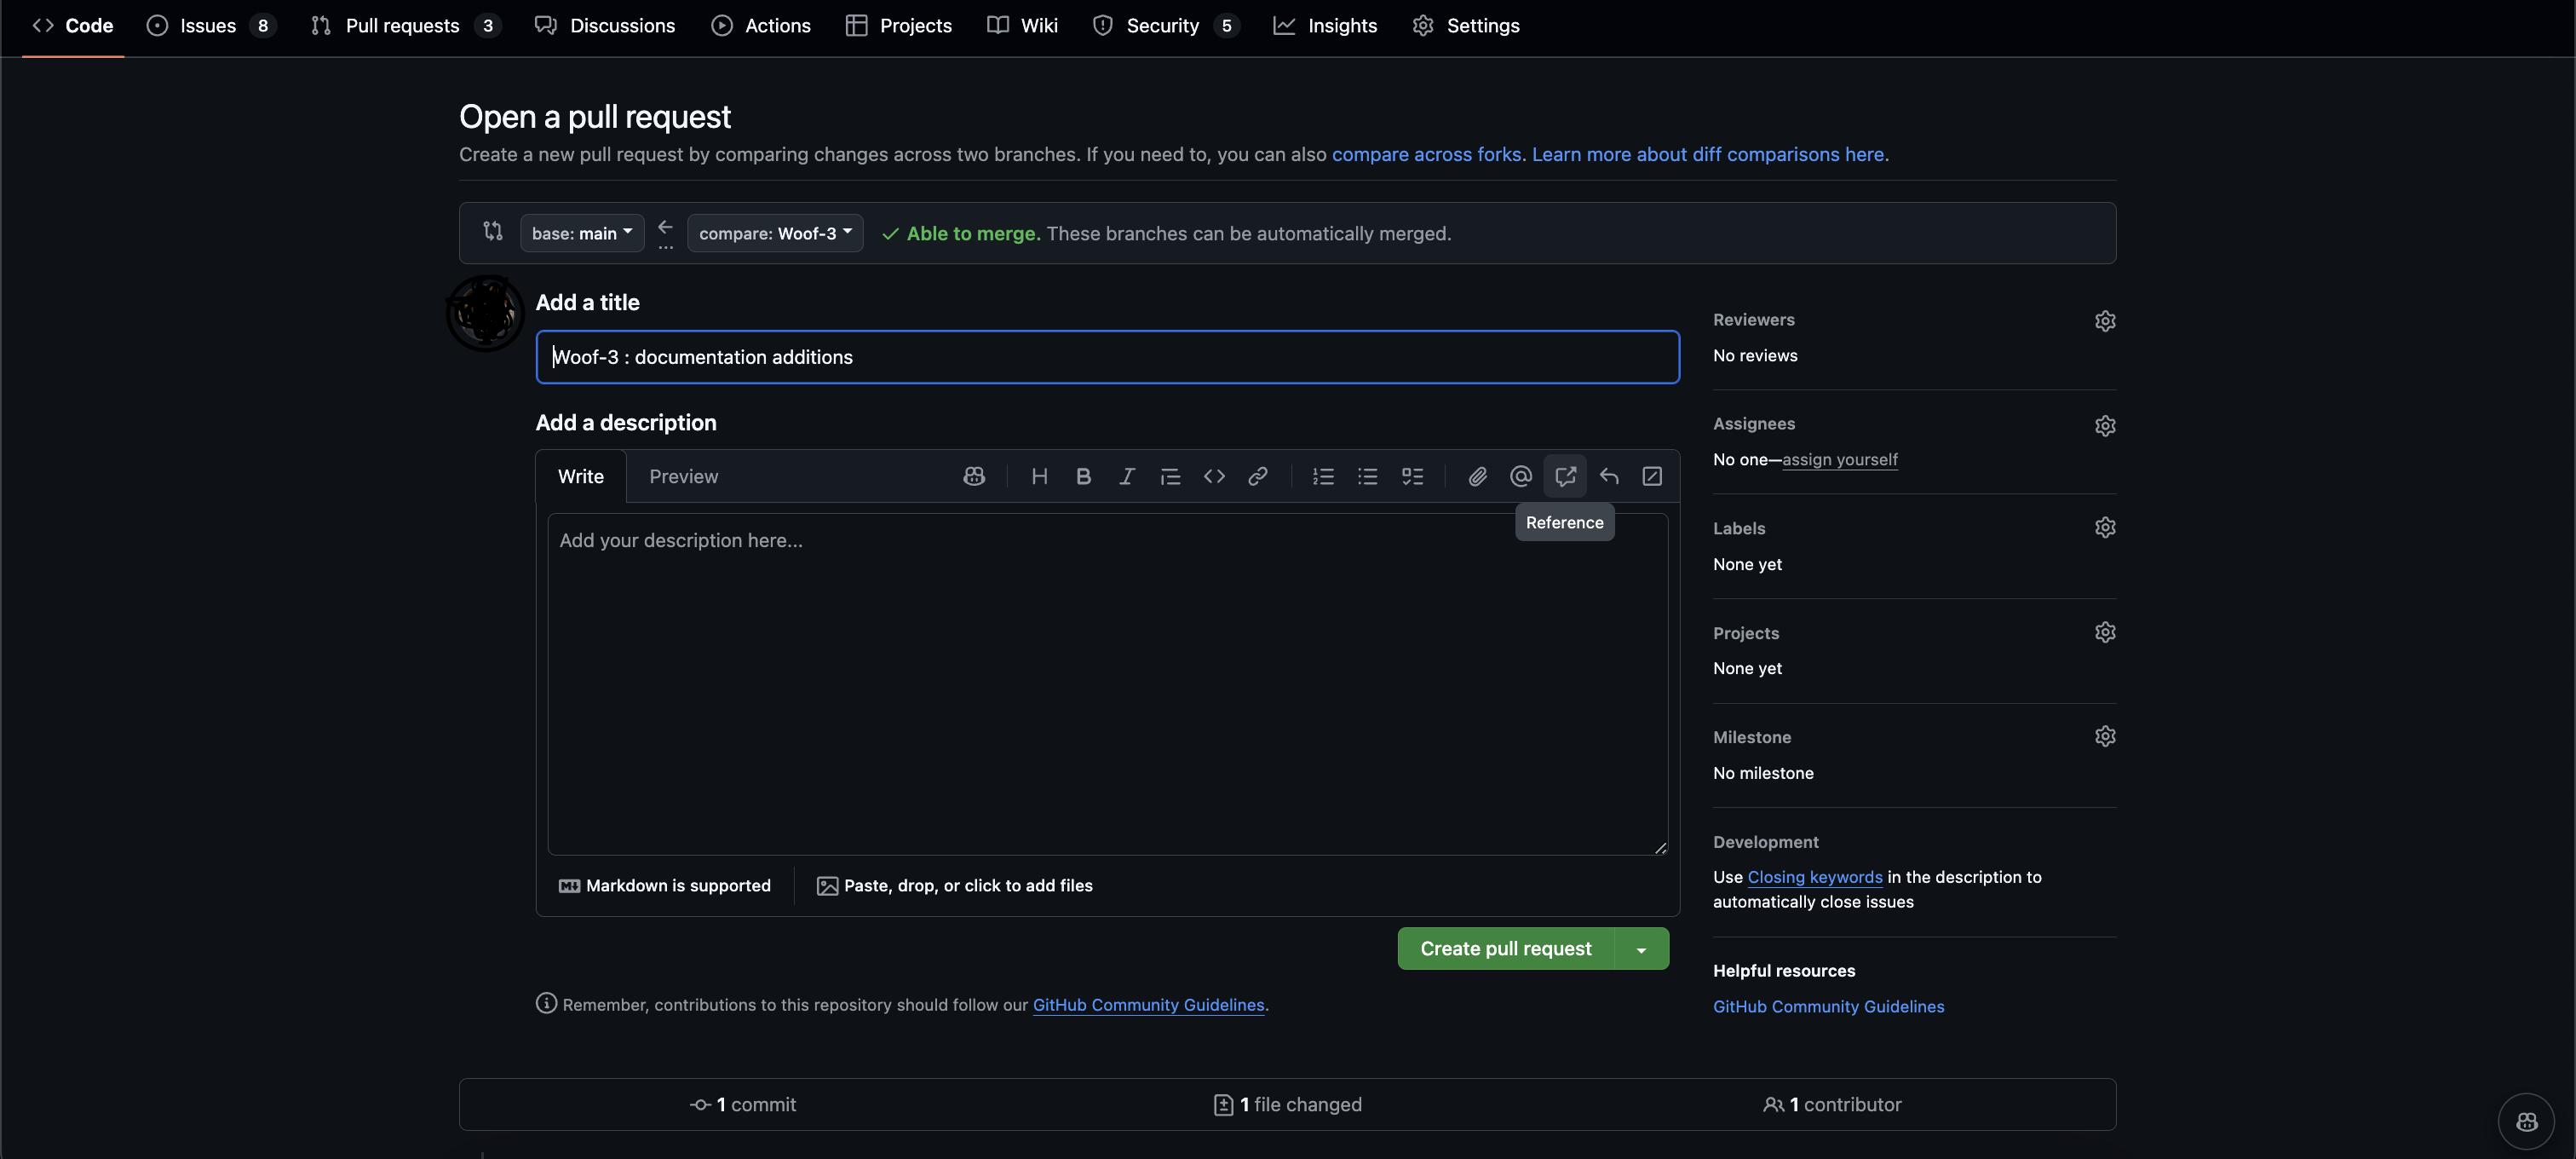 Code Issues 8 Pull requests 3 Discussions Actions Projects Wiki Security 5 Insights Settings
Open a pull request
Create a new pull request by comparing changes across two branches. If you need to, you can also compare across forks. Learn more about diff comparisons here.
base: main ... compare: Woof-3 Able to merge. These branches can be automatically merged.
Add a title
Woof-3 : documentation additions
Add a description
Write Preview
Reference
Add your description here...
Markdown is supported
Paste, drop, or click to add files
Create pull request
Remember, contributions to this repository should follow our GitHub Community Guidelines.
Reviewers
No reviews
Assignees
No one—assign yourself
Labels
None yet
Projects
None yet
Milestone
No milestone
Development
Use Closing keywords in the description to
automatically close issues
Helpful resources
GitHub Community Guidelines
1 commit
1 file changed
1 contributor